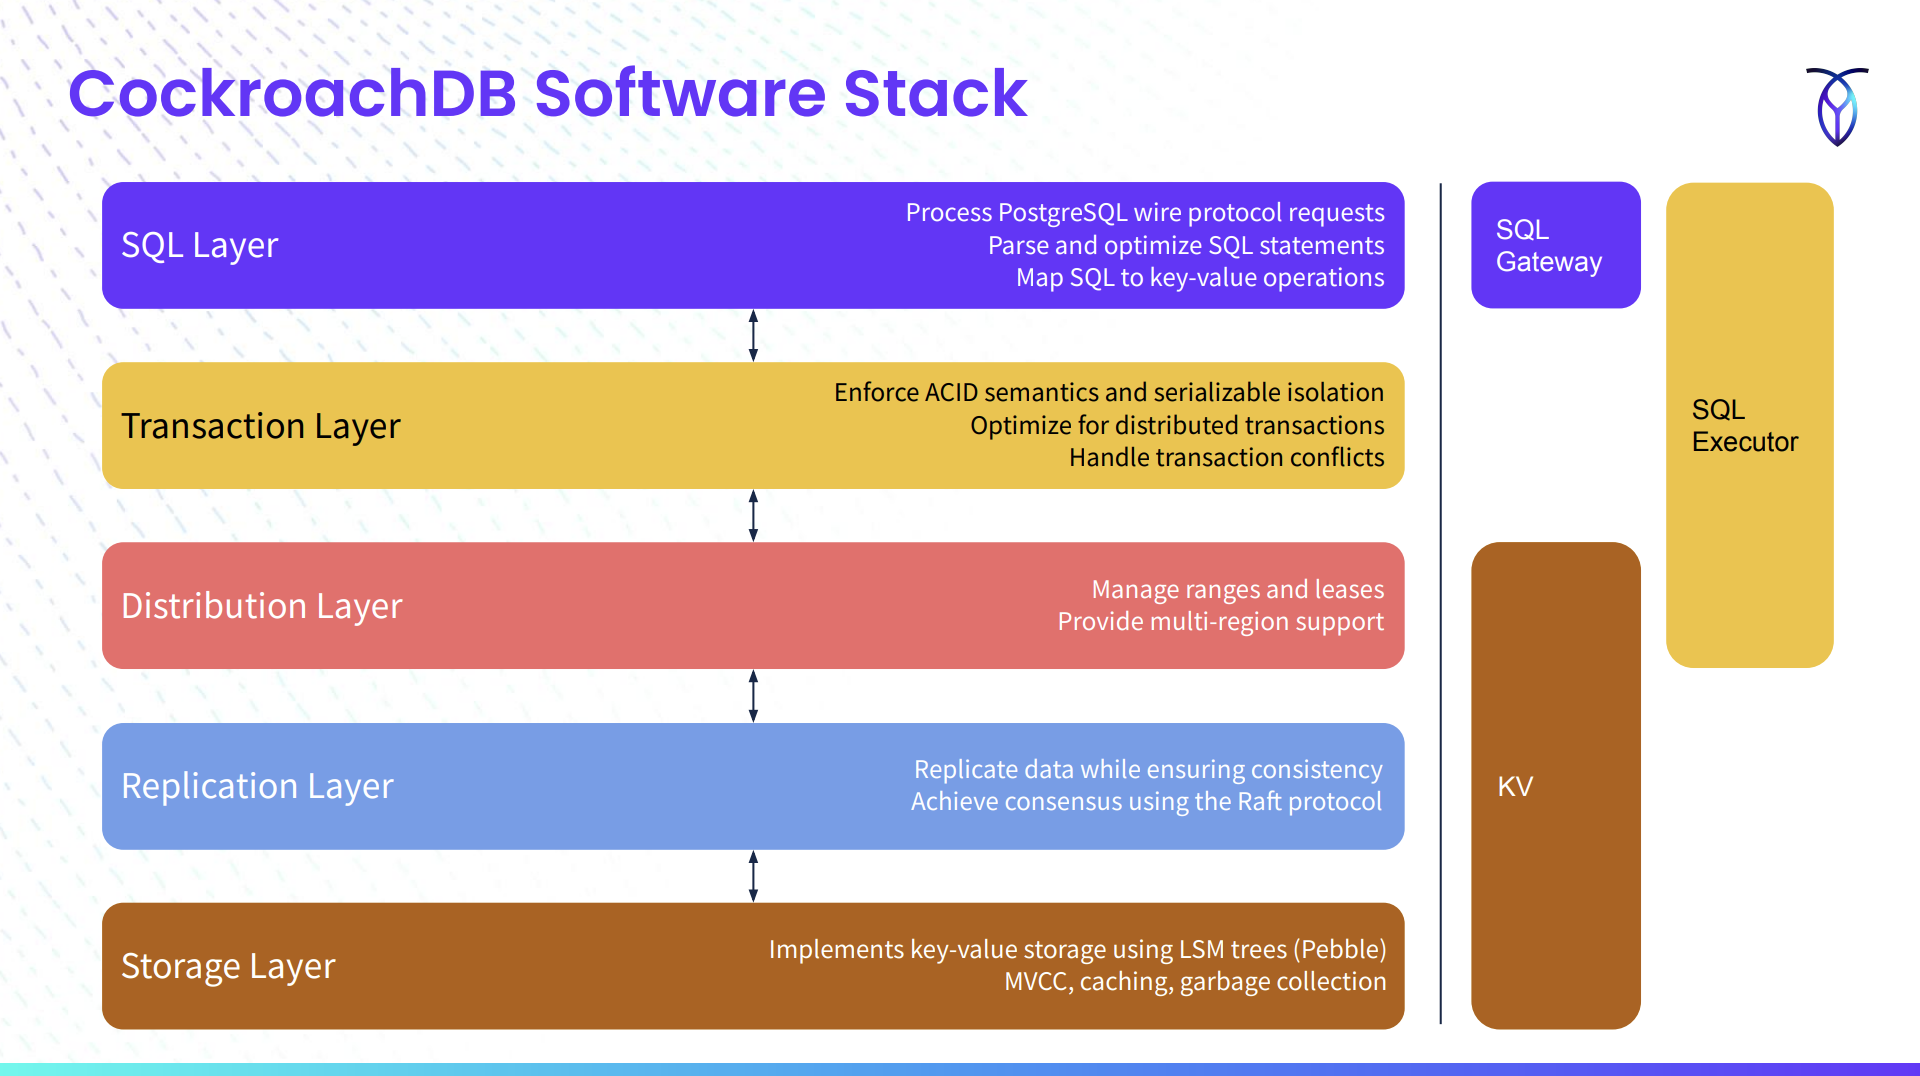 CockroachDB Software Stack
SQL Layer
Process PostgreSQL wire protocol requests
Parse and optimize SQL statements
Map SQL to key-value operations
Transaction Layer
Enforce ACID semantics and serializable isolation
Optimize for distributed transactions
Handle transaction conflicts
Distribution Layer
Manage ranges and leases
Provide multi-region support
Replication Layer
Replicate data while ensuring consistency
Achieve consensus using the Raft protocol
Storage Layer
Implements key-value storage using LSM trees (Pebble)
MVCC, caching, garbage collection
SQL
Gateway
SQL
Executor
KV